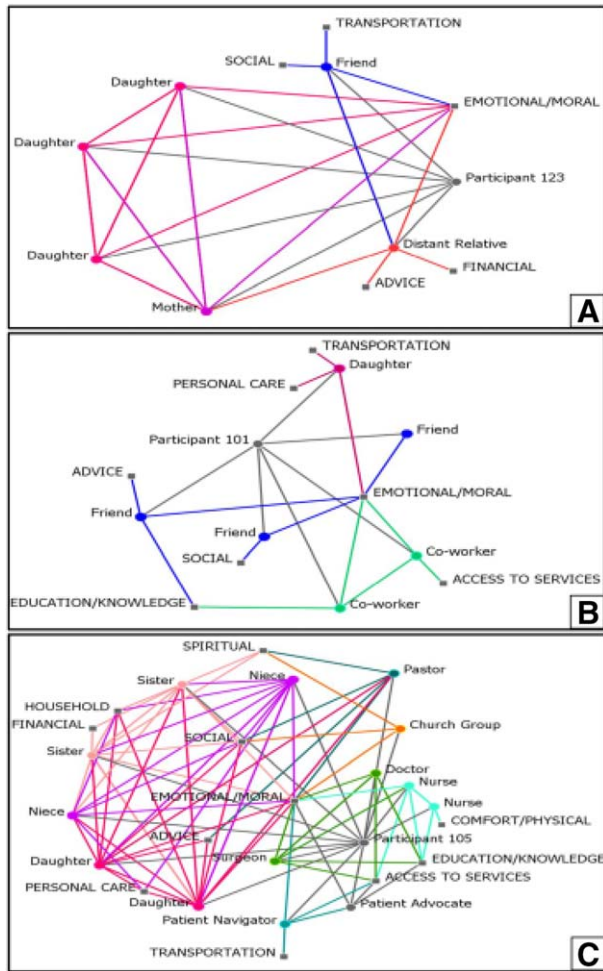 TRANSPORTATION
SOCIAL
Friend
Daughter
EMOTIONAL/MORAL
Daughter
Participant 123
Distant Relative
Daughter
FINANCIAL
ADVICE
Mother
A
TRANSPORTATION
Daughter
PERSONAL CARE
Participant 101
Friend
ADVICE
EMOTIONAL/MORAL
Friend
Friend
Co-worker
SOCIAL
ACCESS TO SERVICES
EDUCATION/KNOWLEDGE
Co-worker
B
SPIRITUAL
Sister
Niece
Pastor
HOUSEHOLD
FINANCIAL
Church Group
SOCIAL
Sister
Doctor
Nurse
EMOTIONAL/MORAL
Nurse
Niece
COMFORT/PHYSICAL
ADVICE
Participant 105
Surgeon
EDUCATION/KNOWLEDGE
Daughter
ACCESS TO SERVICES
PERSONAL CARE
Daughter
Patient Advocate
Patient Navigator
TRANSPORTATION
C